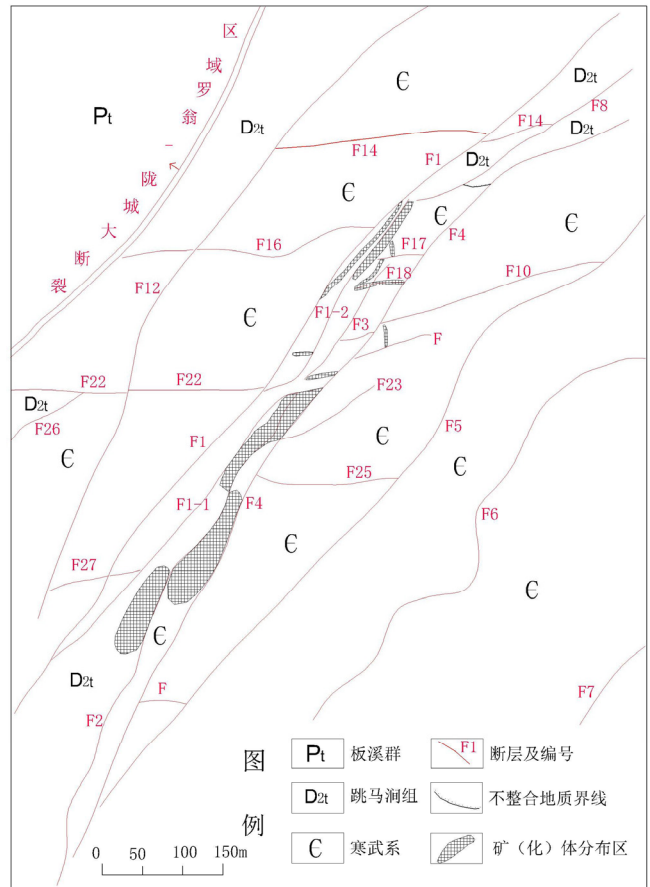 区
域
罗
翁
一
陇
城
大
断
裂
Pt
D2t
Є
D2t
F8
F14
D2t
F14
F1
D2t
Є
Є
Є
F16
F17
F4
F18
F10
F12
F1-2
Є
F3
F
F22
F22
F23
D2t
F26
F1
Є
F5
Є
Є
F25
F1-1
F4
F6
Є
F27
Є
Є
D2t
F
F2
F7
图
例
Pt 板溪群
F1 断层及编号
D2t 跳马涧组
不整合地质界线
Є 寒武系
矿（化）体分布区
0 50 100 150m